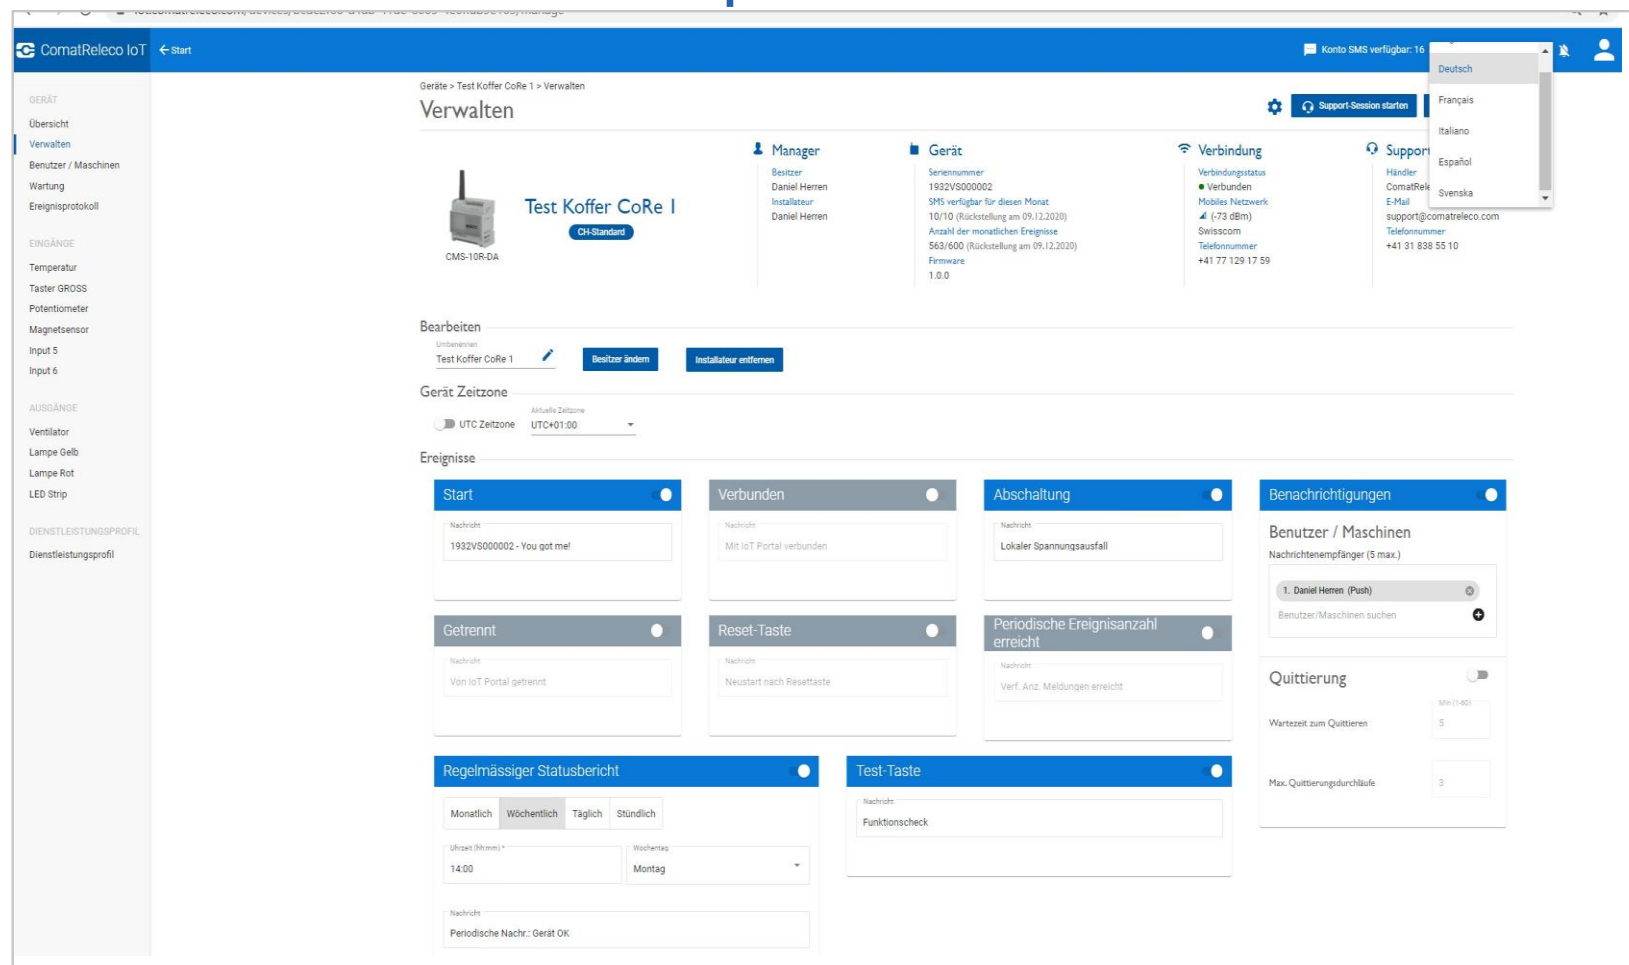 ComatReleco IoT
Start
Konto SMS verfügbar: 16
Deutsch
Français
Italiano
Español
Svenska
GERÄT
Übersicht
Verwalten
Benutzer / Maschinen
Wartung
Ereignisprotokoll
EINGÄNGE
Temperatur
Taster GROSS
Potentiometer
Magnetsensor
Input 5
Input 6
AUSGÄNGE
Ventilator
Lampe Gelb
Lampe Rot
LED Strip
DIENSTLEISTUNGSPROFIL
Dienstleistungsprofil
Geräte > Test Koffer CoRe 1 > Verwalten
Verwalten
Support-Session starten
CMS-10R-DA
Test Koffer CoRe 1
CH-Standard
Manager
Besitzer
Daniel Herren
Installateur
Daniel Herren
Gerät
Seriennummer
1932VS000002
SMS verfügbar für diesen Monat
10/10 (Rückstellung am 09.12.2020)
Anzahl der monatlichen Ereignisse
563/600 (Rückstellung am 09.12.2020)
Firmware
1.0.0
Verbindung
Verbindungsstatus
Verbunden
Mobiles Netzwerk
(-73 dBm)
Swisscom
Telefonnummer
+41 77 129 17 59
Support
Händler
ComatRele
E-Mail
support@comatreleco.com
Telefonnummer
+41 31 838 55 10
Bearbeiten
Umbenennen
Test Koffer CoRe 1
Besitzer ändern
Installateur entfernen
Gerät Zeitzone
UTC Zeitzone
Aktuelle Zeitzone
UTC+01:00
Ereignisse
Start
Nachricht
1932VS000002 - You got me!
Verbunden
Nachricht
Mit IoT Portal verbunden
Abschaltung
Nachricht
Lokaler Spannungsausfall
Getrennt
Nachricht
Von IoT Portal getrennt
Reset-Taste
Nachricht
Neustart nach Resettaste
Periodische Ereignisanzahl
erreicht
Nachricht
Verf. Anz. Meldungen erreicht
Regelmässiger Statusbericht
Monatlich
Wöchentlich
Täglich
Stündlich
Uhrzeit (hh:mm) *
14:00
Wochentag
Montag
Nachricht
Periodische Nachr.: Gerät OK
Test-Taste
Nachricht
Funktionscheck
Benachrichtigungen
Benutzer / Maschinen
Nachrichtenempfänger (5 max.)
1. Daniel Herren (Push)
Benutzer/Maschinen suchen
Quittierung
Wartezeit zum Quittieren
Min (1-60)
5
Max. Quittierungsdurchläufe
3